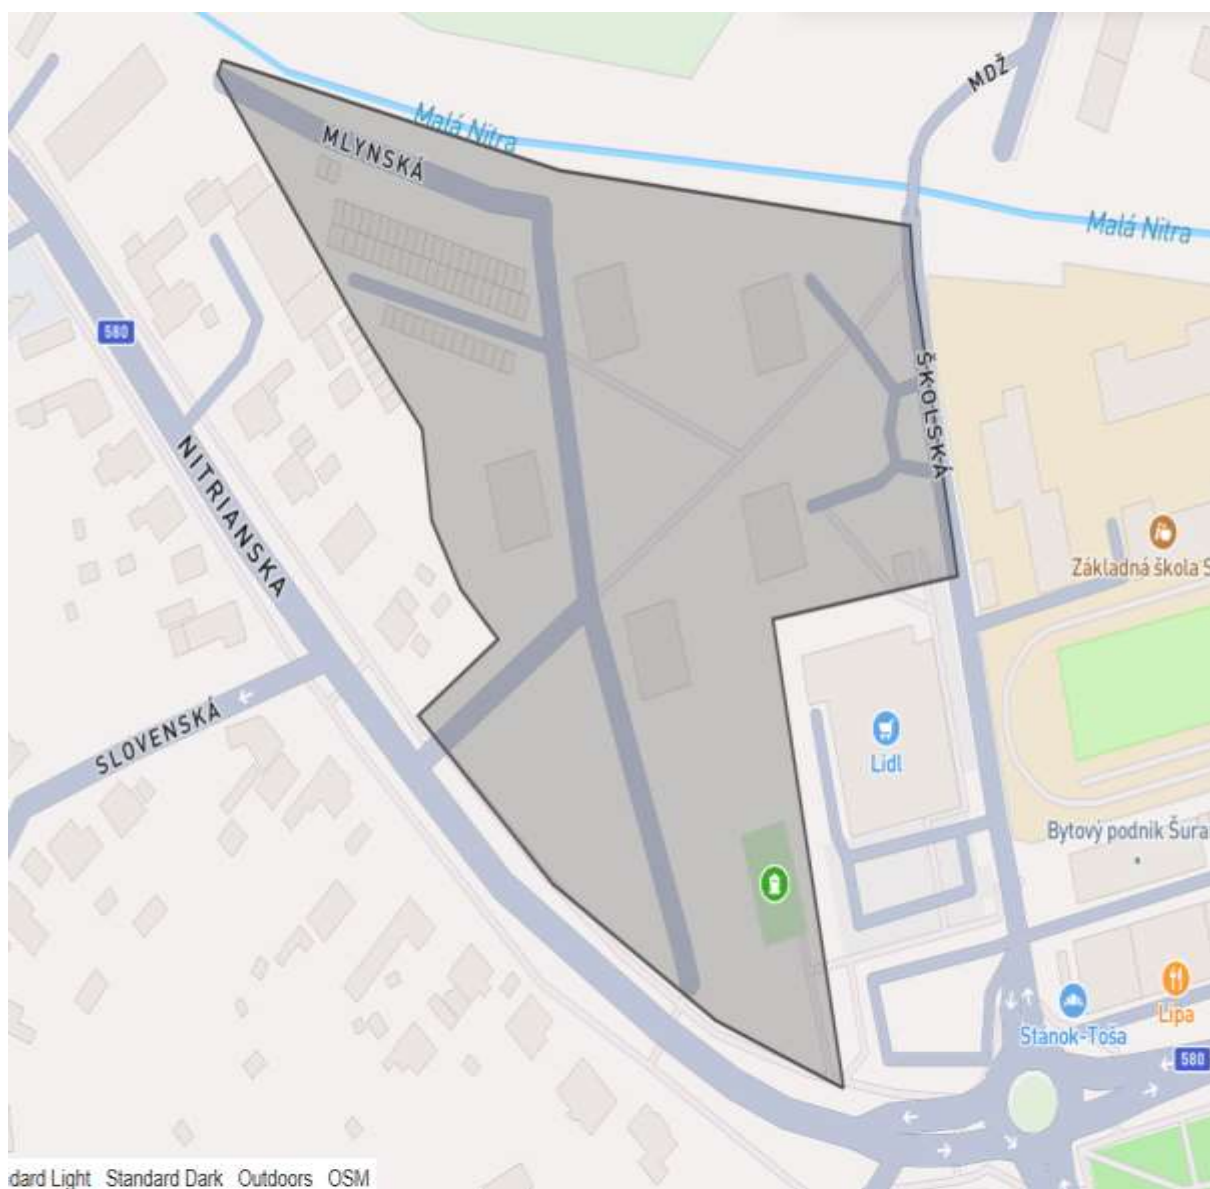 MDŽ
Malá Nitra
MLYNSKÁ
Malá Nitra
580
ŠKOLSKÁ
NITRIANSKA
Základná škola S
SLOVENSKÁ
Lidl
Bytový podnik Šura
Lipa
Stánok-Toša
580
dard Light Standard Dark Outdoors OSM